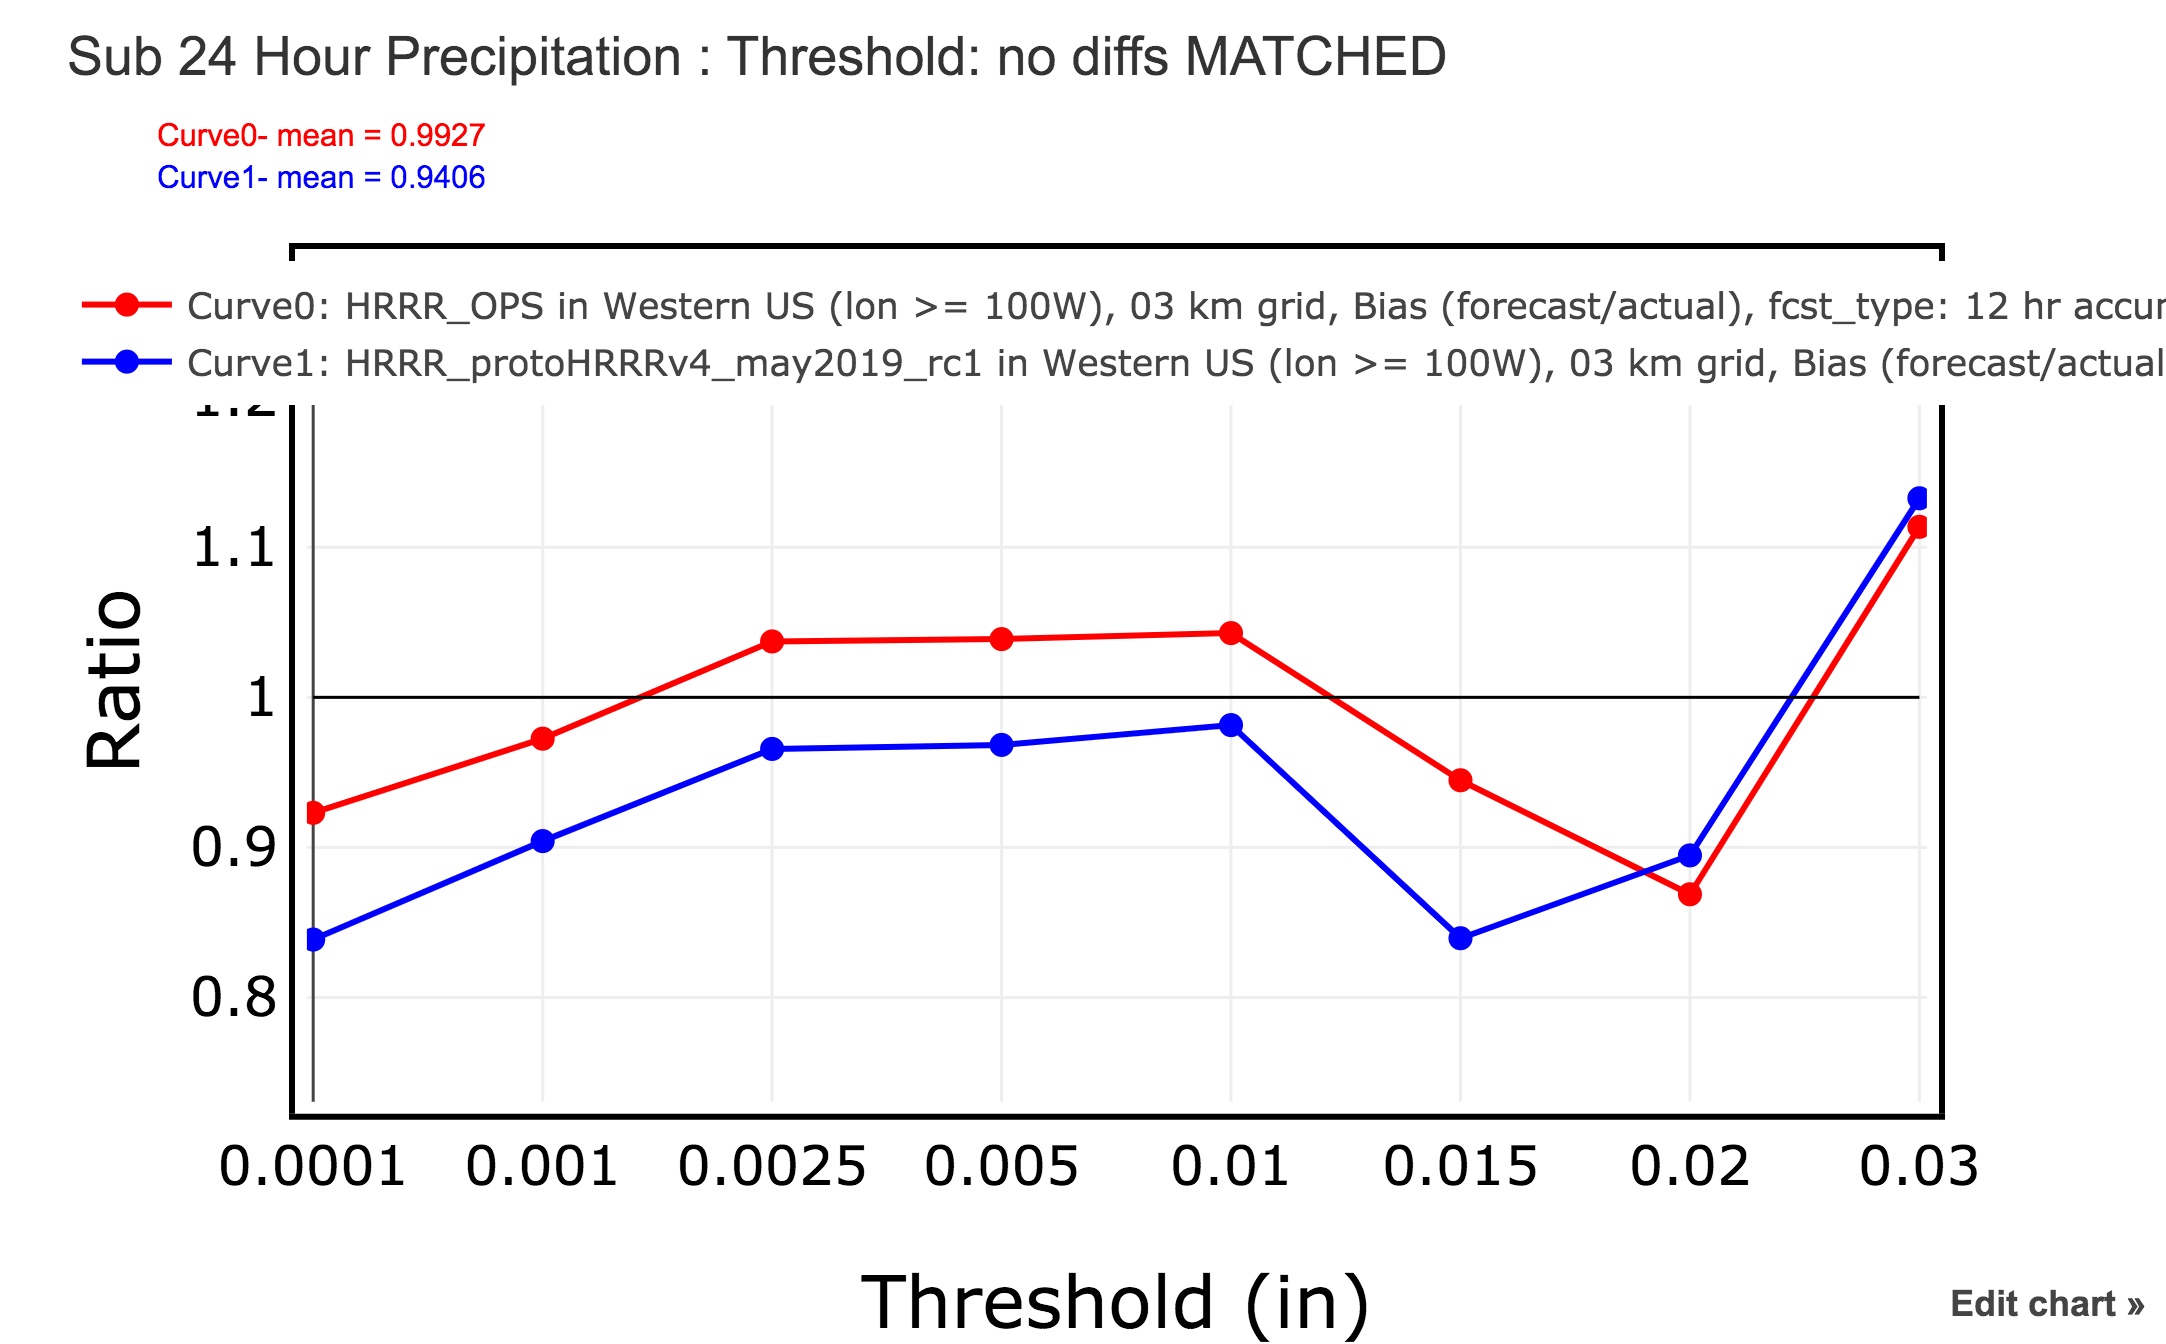 Sub 24 Hour Precipitation : Threshold: no diffs MATCHED
Curve0- mean = 0.9927
Curve1- mean = 0.9406
Curve0: HRRR_OPS in Western US (lon >= 100W), 03 km grid, Bias (forecast/actual), fcst_type: 12 hr
Curve1: HRRR_protoHRRRv4_may2019_rc1 in Western US (lon >= 100W), 03 km grid, Bias (forecast/actual
1.2
1.1
1
0.9
0.8
Ratio
0.0001 0.001 0.0025 0.005 0.01 0.015 0.02 0.03
Threshold (in)
Edit chart »